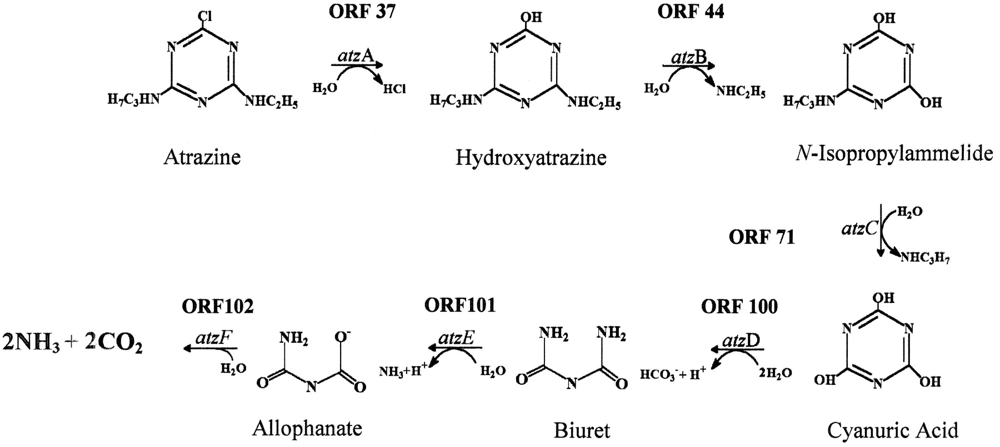 Cl
N
N
N
H₇C₃HN
NHC₂H₅
Atrazine
ORF 37
atzA
H₂O
HCl
OH
N
N
N
H₇C₃HN
NHC₂H₅
Hydroxyatrazine
ORF 44
atzB
H₂O
NHC₂H₅
OH
N
N
N
H₇C₃HN
OH
N-Isopropylammelide
ORF 71
atzC
H₂O
NHC₃H₇
OH
N
N
N
OH
OH
Cyanuric Acid
ORF 100
atzD
2H₂O
HCO₃⁻+ H⁺
NH₂
NH₂
O
N
O
Biuret
ORF101
atzE
H₂O
NH₃+H⁺
NH₂
O⁻
O
N
O
Allophanate
ORF102
atzF
H₂O
2NH₃ + 2CO₂